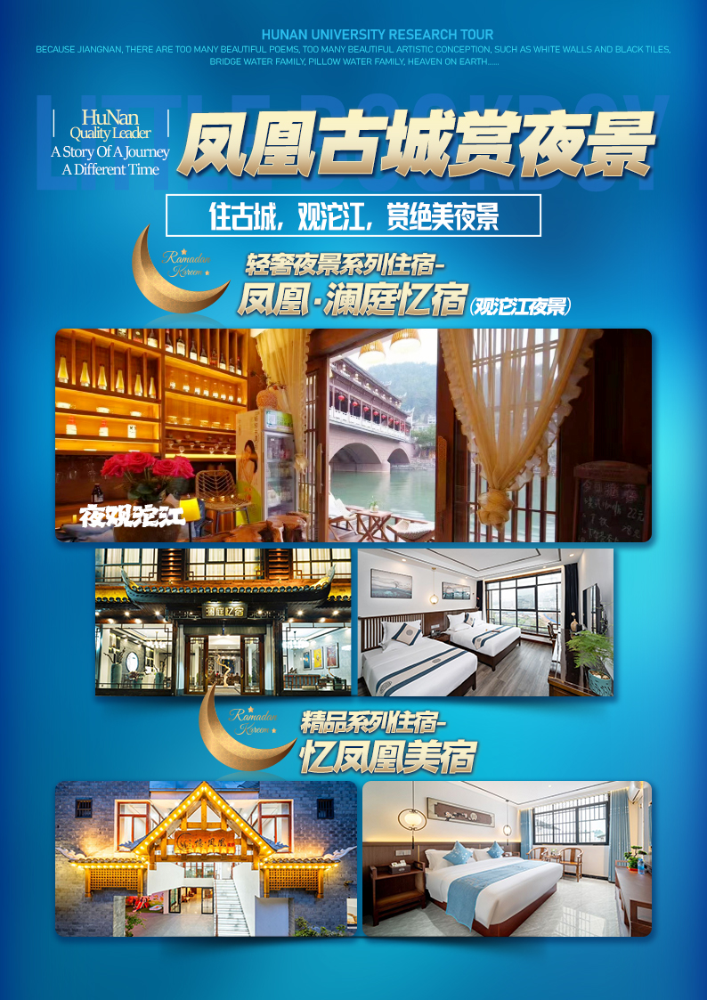 HUNAN UNIVERSITY RESEARCH TOUR
BECAUSE JIANGNAN, THERE ARE TOO MANY BEAUTIFUL POEMS, TOO MANY BEAUTIFUL ARTISTIC CONCEPTION, SUCH AS WHITE WALLS AND BLACK TILES,
BRIDGE WATER FAMILY, PILLOW WATER FAMILY, HEAVEN ON EARTH......
HuNan
Quality Leader
A Story Of A Journey
A Different Time
凤凰古城赏夜景
住古城，观沱江，赏绝美夜景
Ramadan
Kareem
轻奢夜景系列住宿-
凤凰·澜庭忆宿（观沱江夜景）
夜观沱江
澜庭忆宿
Ramadan
Kareem
精品系列住宿-
忆凤凰美宿
忆·凤凰